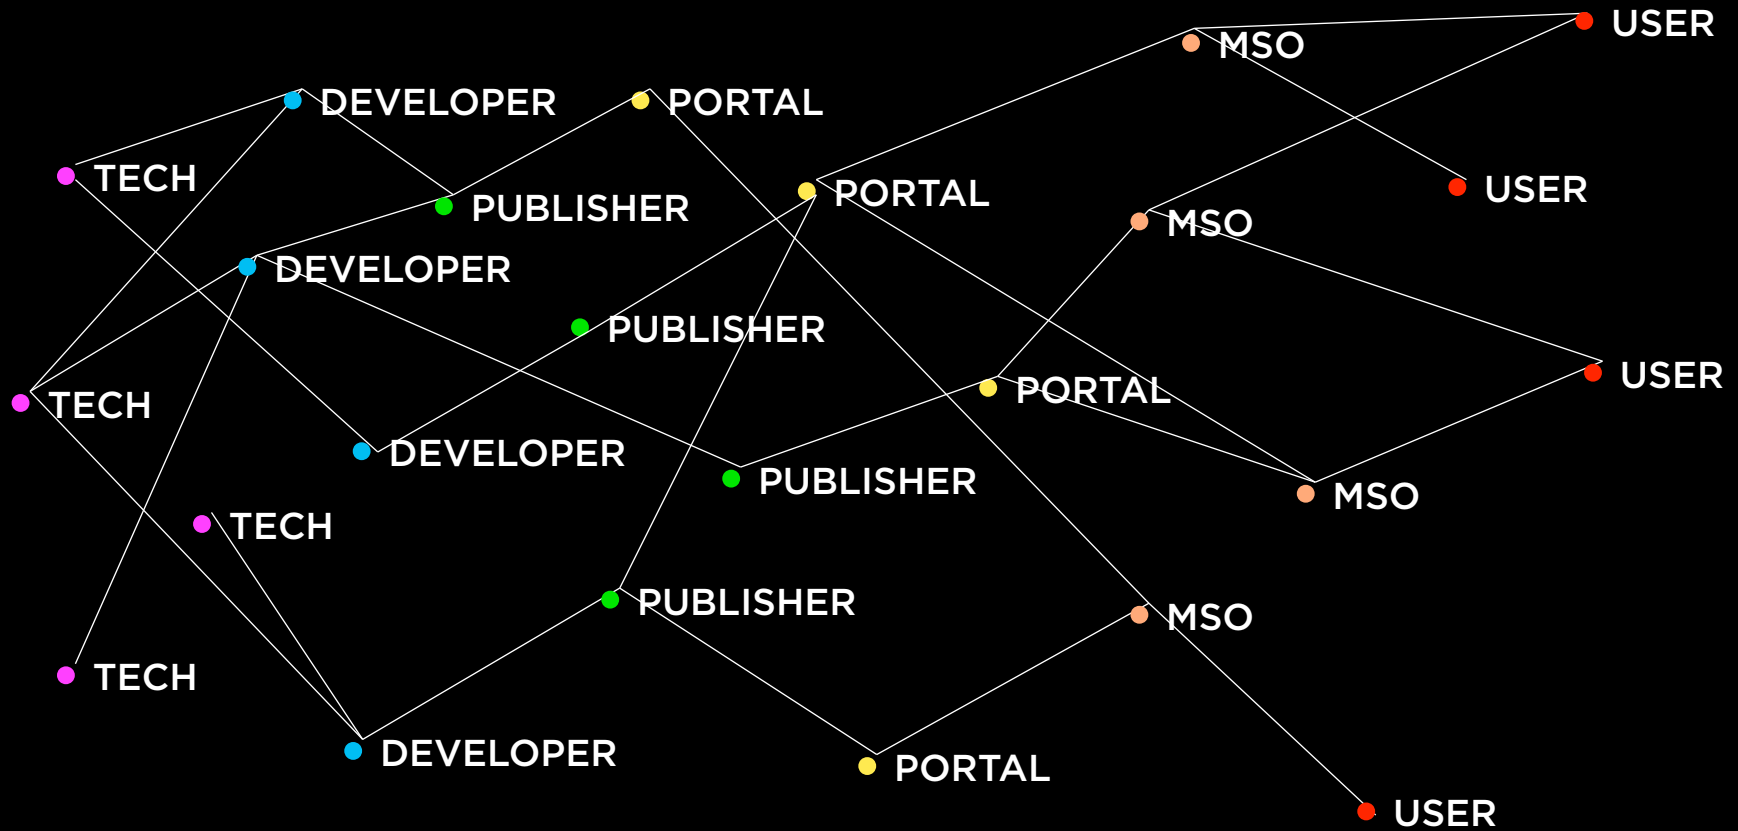 USER
MSO
DEVELOPER
PORTAL
TECH
USER
PORTAL
PUBLISHER
MSO
DEVELOPER
PUBLISHER
USER
PORTAL
TECH
DEVELOPER
PUBLISHER
MSO
TECH
PUBLISHER
MSO
TECH
DEVELOPER
PORTAL
USER